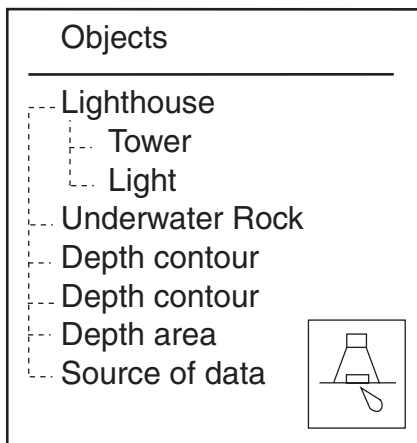 Objects
Lighthouse
Tower
Light
Underwater Rock
Depth contour
Depth contour
Depth area
Source of data